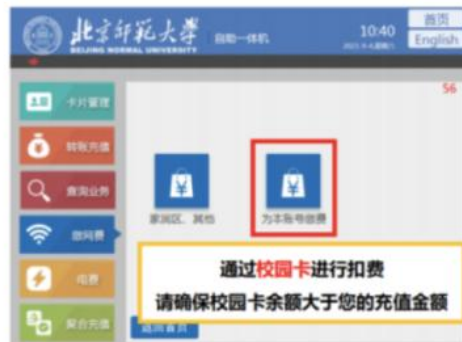 北京师范大学
BEIJING NORMAL UNIVERSITY
自助一体机
10:40
首页
English
56
卡片管理
转账充值
查询业务
缴网费
电费
聚合充值
家润区、其他
为本账号缴费
通过校园卡进行扣费
请确保校园卡余额大于您的充值金额
返回首页